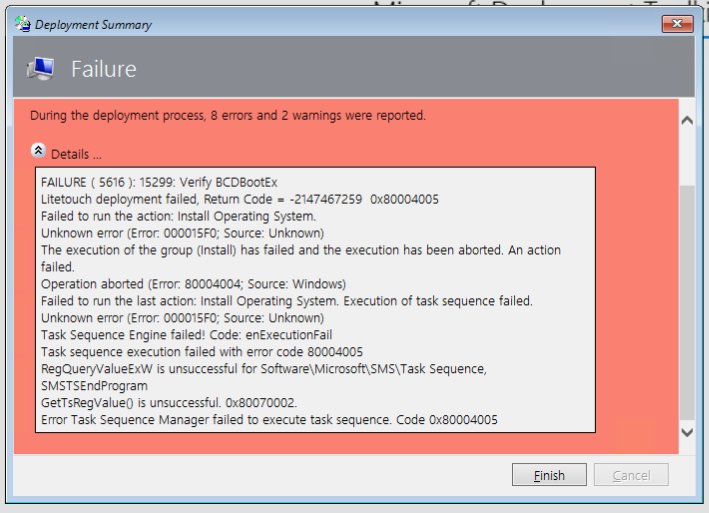 Deployment Summary
Failure
During the deployment process, 8 errors and 2 warnings were reported.
Details ...
FAILURE ( 5616 ): 15299: Verify BCDBootEx
Litetouch deployment failed, Return Code = -2147467259 0x80004005
Failed to run the action: Install Operating System.
Unknown error (Error: 000015F0; Source: Unknown)
The execution of the group (Install) has failed and the execution has been aborted. An action
failed.
Operation aborted (Error: 80004004; Source: Windows)
Failed to run the last action: Install Operating System. Execution of task sequence failed.
Unknown error (Error: 000015F0; Source: Unknown)
Task Sequence Engine failed! Code: enExecutionFail
Task sequence execution failed with error code 80004005
RegQueryValueExW is unsuccessful for Software\Microsoft\SMS\Task Sequence,
SMSTSEndProgram
GetTsRegValue() is unsuccessful. 0x80070002.
Error Task Sequence Manager failed to execute task sequence. Code 0x80004005
Finish
Cancel